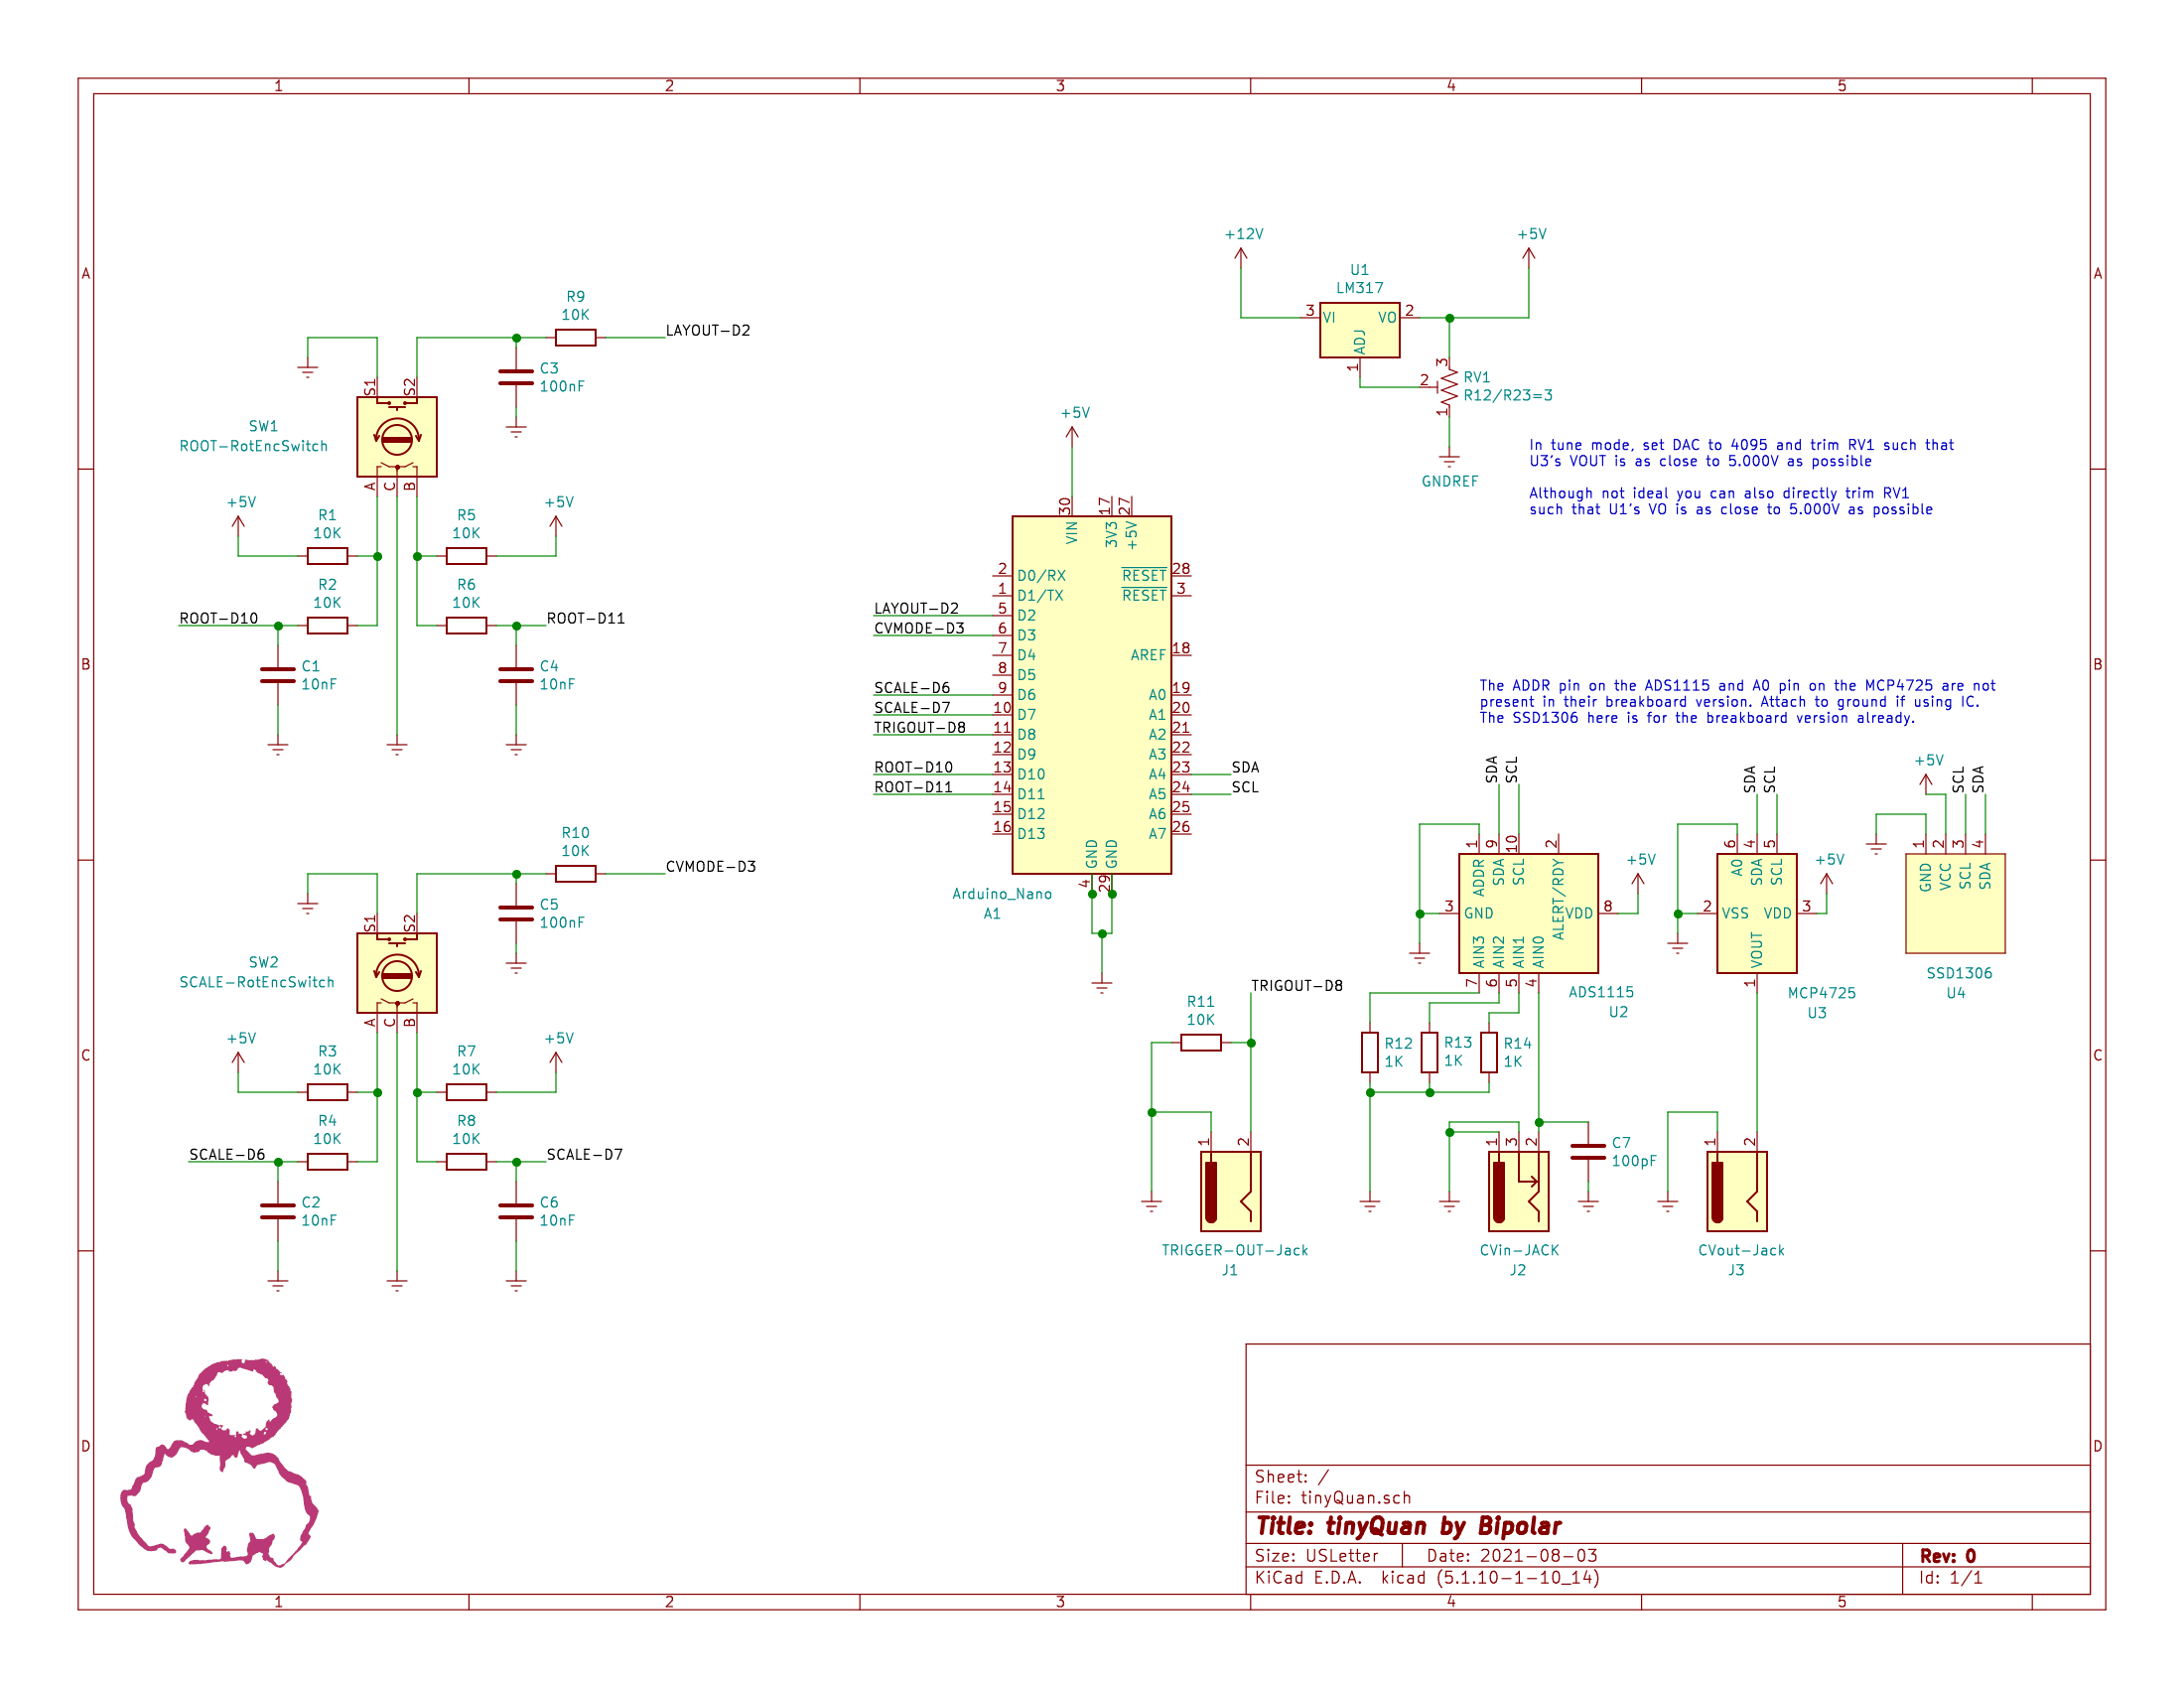 1 2 3 4 5
A
B
C
D
R9
10K
LAYOUT-D2
C3
100nF
S1 S2
SW1
ROOT-RotEncSwitch
A C B
+5V
R1
10K
R5
10K
+5V
R2
10K
R6
10K
ROOT-D10
ROOT-D11
C1
10nF
C4
10nF
R10
10K
CVMODE-D3
C5
100nF
S1 S2
SW2
SCALE-RotEncSwitch
A C B
+5V
R3
10K
R7
10K
+5V
R4
10K
R8
10K
SCALE-D6
SCALE-D7
C2
10nF
C6
10nF
+5V
30 17 27
VIN 3V3 +5V
2 D0/RX RESET 28
1 D1/TX RESET 3
LAYOUT-D2 5 D2
CVMODE-D3 6 D3
7 D4 AREF 18
8 D5
SCALE-D6 9 D6 A0 19
SCALE-D7 10 D7 A1 20
TRIGOUT-D8 11 D8 A2 21
12 D9 A3 22
ROOT-D10 13 D10 A4 23 SDA
ROOT-D11 14 D11 A5 24 SCL
15 D12 A6 25
16 D13 A7 26
GND GND
4 29
Arduino_Nano
A1
+12V
+5V
U1
LM317
3 VI VO 2
ADJ
1
3
2
1
RV1
R12/R23=3
GNDREF
In tune mode, set DAC to 4095 and trim RV1 such that
U3's VOUT is as close to 5.000V as possible
Although not ideal you can also directly trim RV1
such that U1's VO is as close to 5.000V as possible
The ADDR pin on the ADS1115 and A0 pin on the MCP4725 are not
present in their breakboard version. Attach to ground if using IC.
The SSD1306 here is for the breakboard version already.
SDA SCL
9 10 2
ADDR SDA SCL ALERT/RDY
3 GND VDD 8
+5V
AIN3 AIN2 AIN1 AIN0
7 6 5 4
ADS1115
U2
SDA SCL
6 4 5
A0 SDA SCL
2 VSS VDD 3
+5V
VOUT
1
MCP4725
U3
+5V
SCL SDA
1 2 3 4
GND VCC SCL SDA
SSD1306
U4
TRIGOUT-D8
R11
10K
1 2
TRIGGER-OUT-Jack
J1
R12
1K
R13
1K
R14
1K
1 3 2
C7
100pF
CVin-JACK
J2
1 2
CVout-Jack
J3
Sheet: /
File: tinyQuan.sch
Title: tinyQuan by Bipolar
Size: USLetter Date: 2021-08-03 Rev: 0
KiCad E.D.A. kicad (5.1.10-1-10_14) Id: 1/1
A
B
C
D
1 2 3 4 5